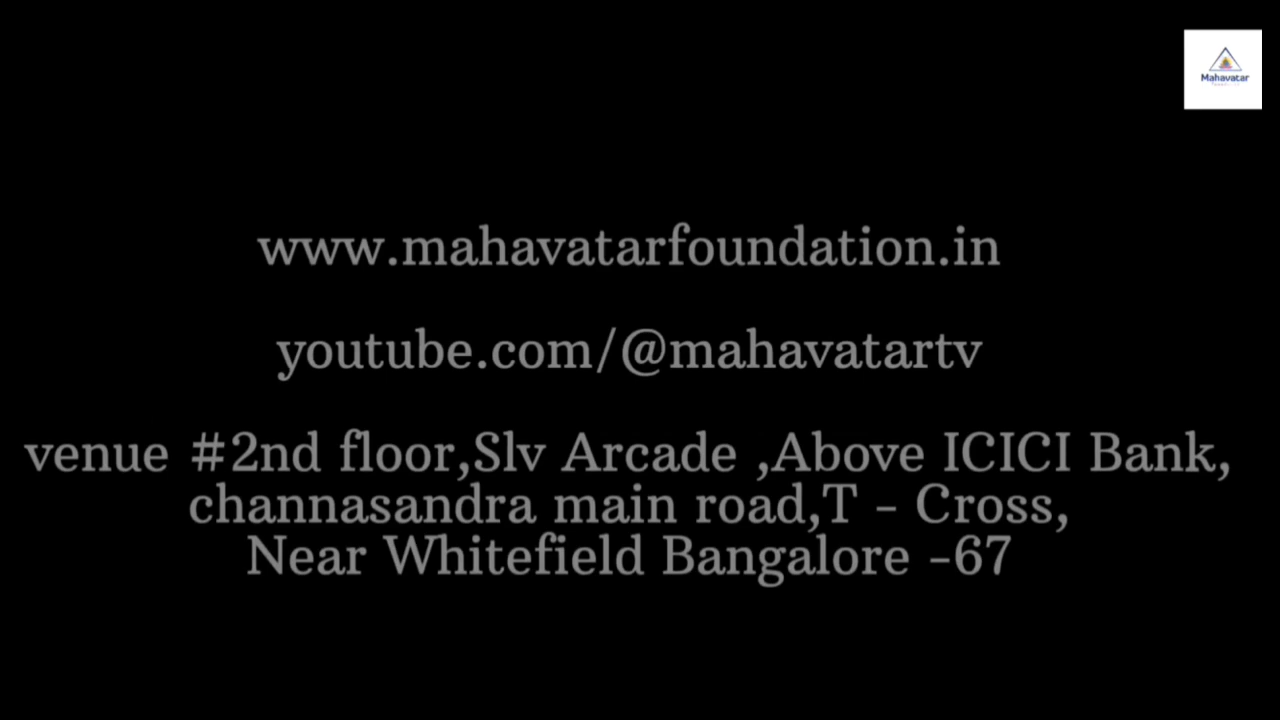 Mahavatar
www.mahavatarfoundation.in
youtube.com/@mahavatartv
venue #2nd floor,Slv Arcade ,Above ICICI Bank,
channasandra main road,T - Cross,
Near Whitefield Bangalore -67